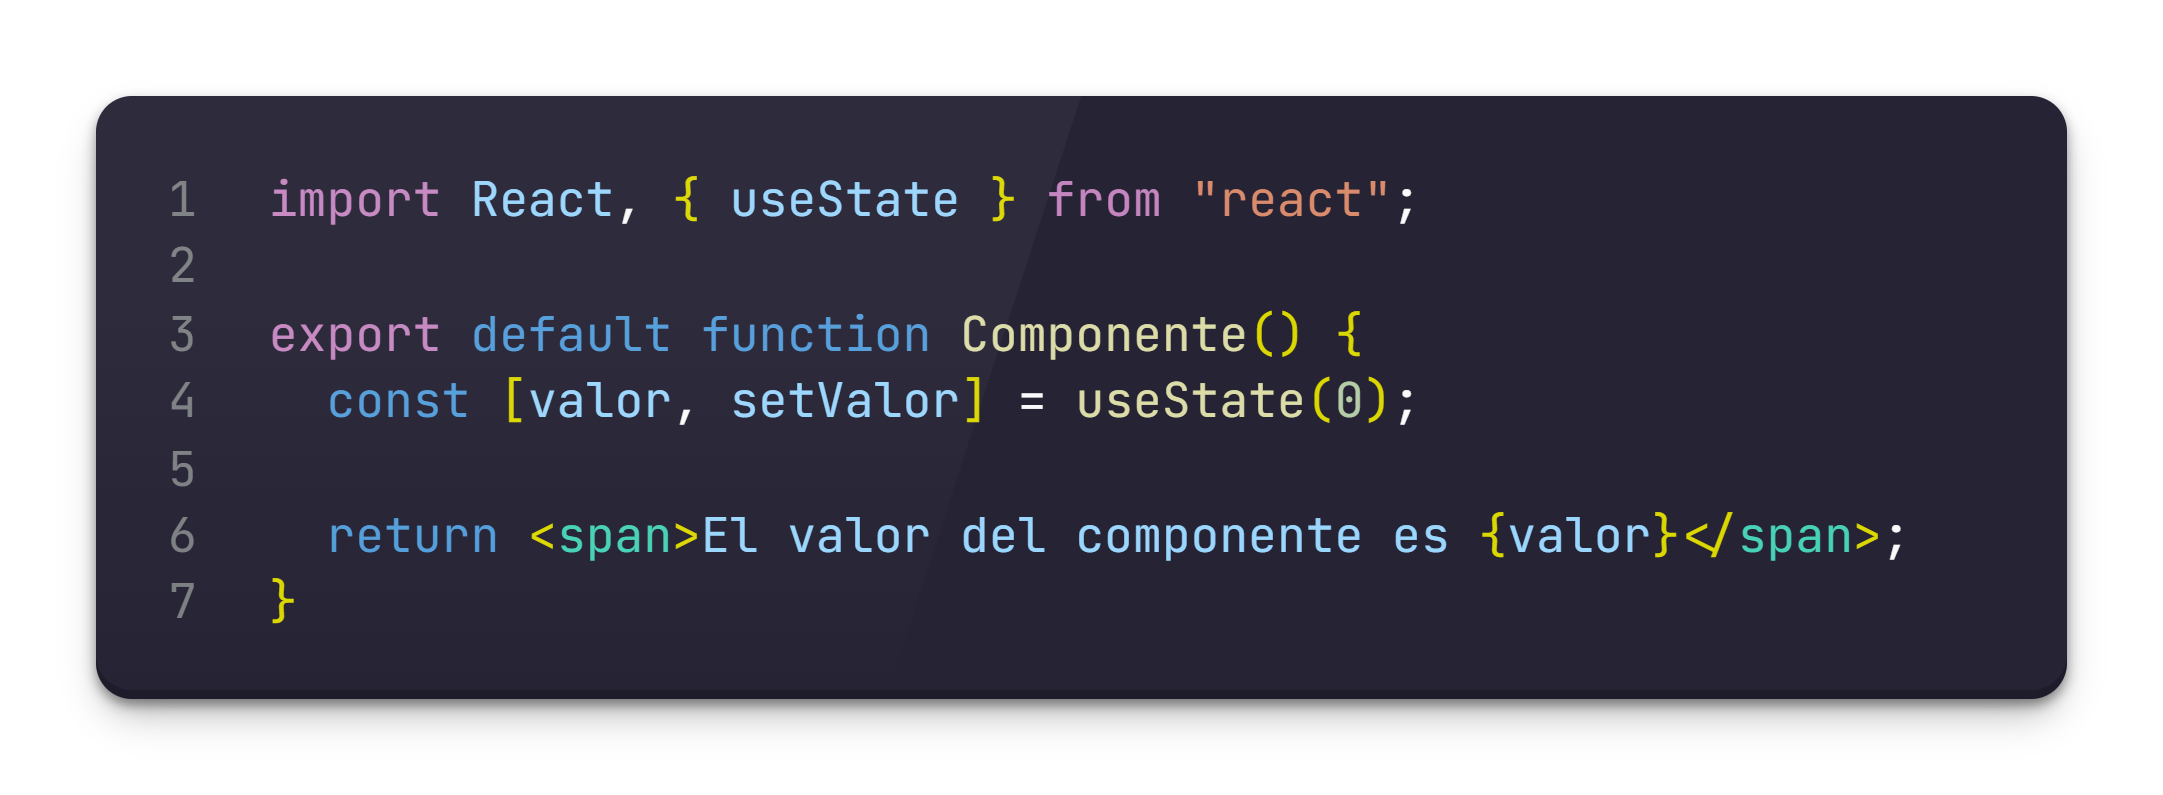 1 import React, { useState } from "react";
2
3 export default function Componente() {
4   const [valor, setValor] = useState(0);
5
6   return <span>El valor del componente es {valor}</span>;
7 }